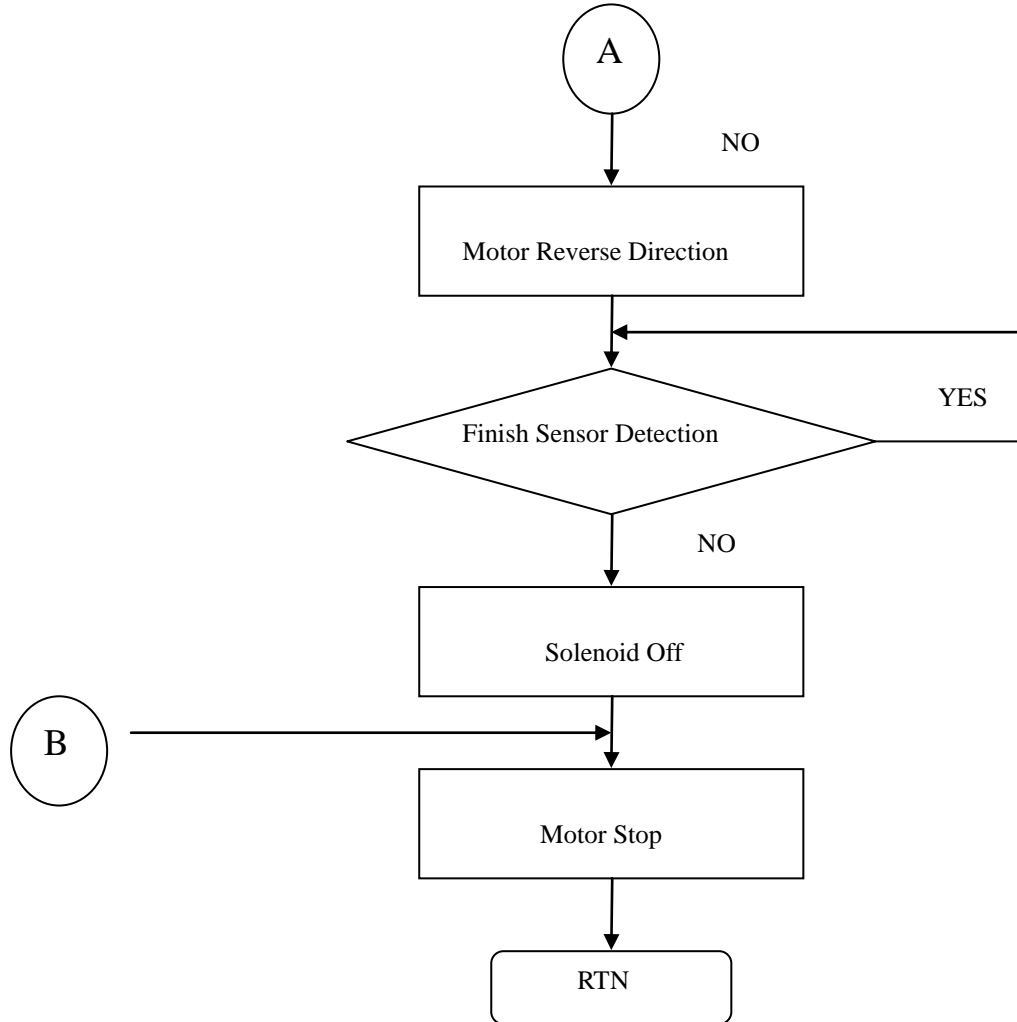 A
NO
Motor Reverse Direction
YES
Finish Sensor Detection
NO
Solenoid Off
B
Motor Stop
RTN